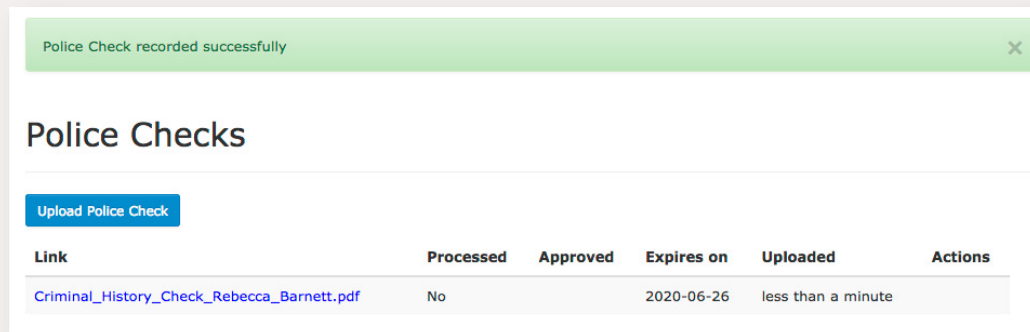 Police Check recorded successfully ×
Police Checks
Upload Police Check
Link Processed Approved Expires on Uploaded Actions
Criminal_History_Check_Rebecca_Barnett.pdf No 2020-06-26 less than a minute